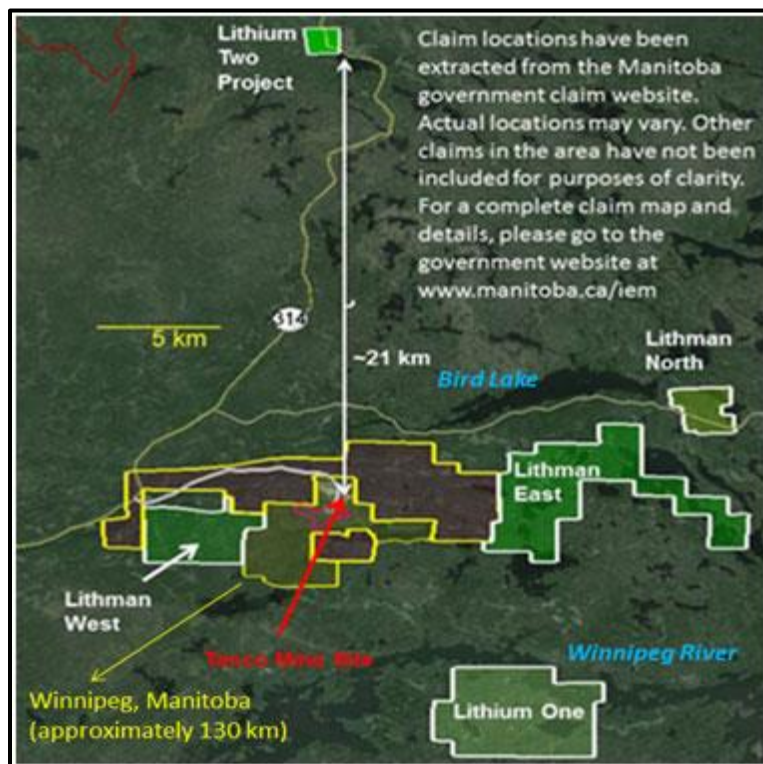 Lithium
Two
Project
Claim locations have been
extracted from the Manitoba
government claim website.
Actual locations may vary. Other
claims in the area have not been
included for purposes of clarity.
For a complete claim map and
details, please go to the
government website at
www.manitoba.ca/iem
314
5 km
~21 km
Lithman
North
Bird Lake
Lithman
East
Lithman
West
Tanco Mine Site
Winnipeg River
Winnipeg, Manitoba
(approximately 130 km)
Lithium One